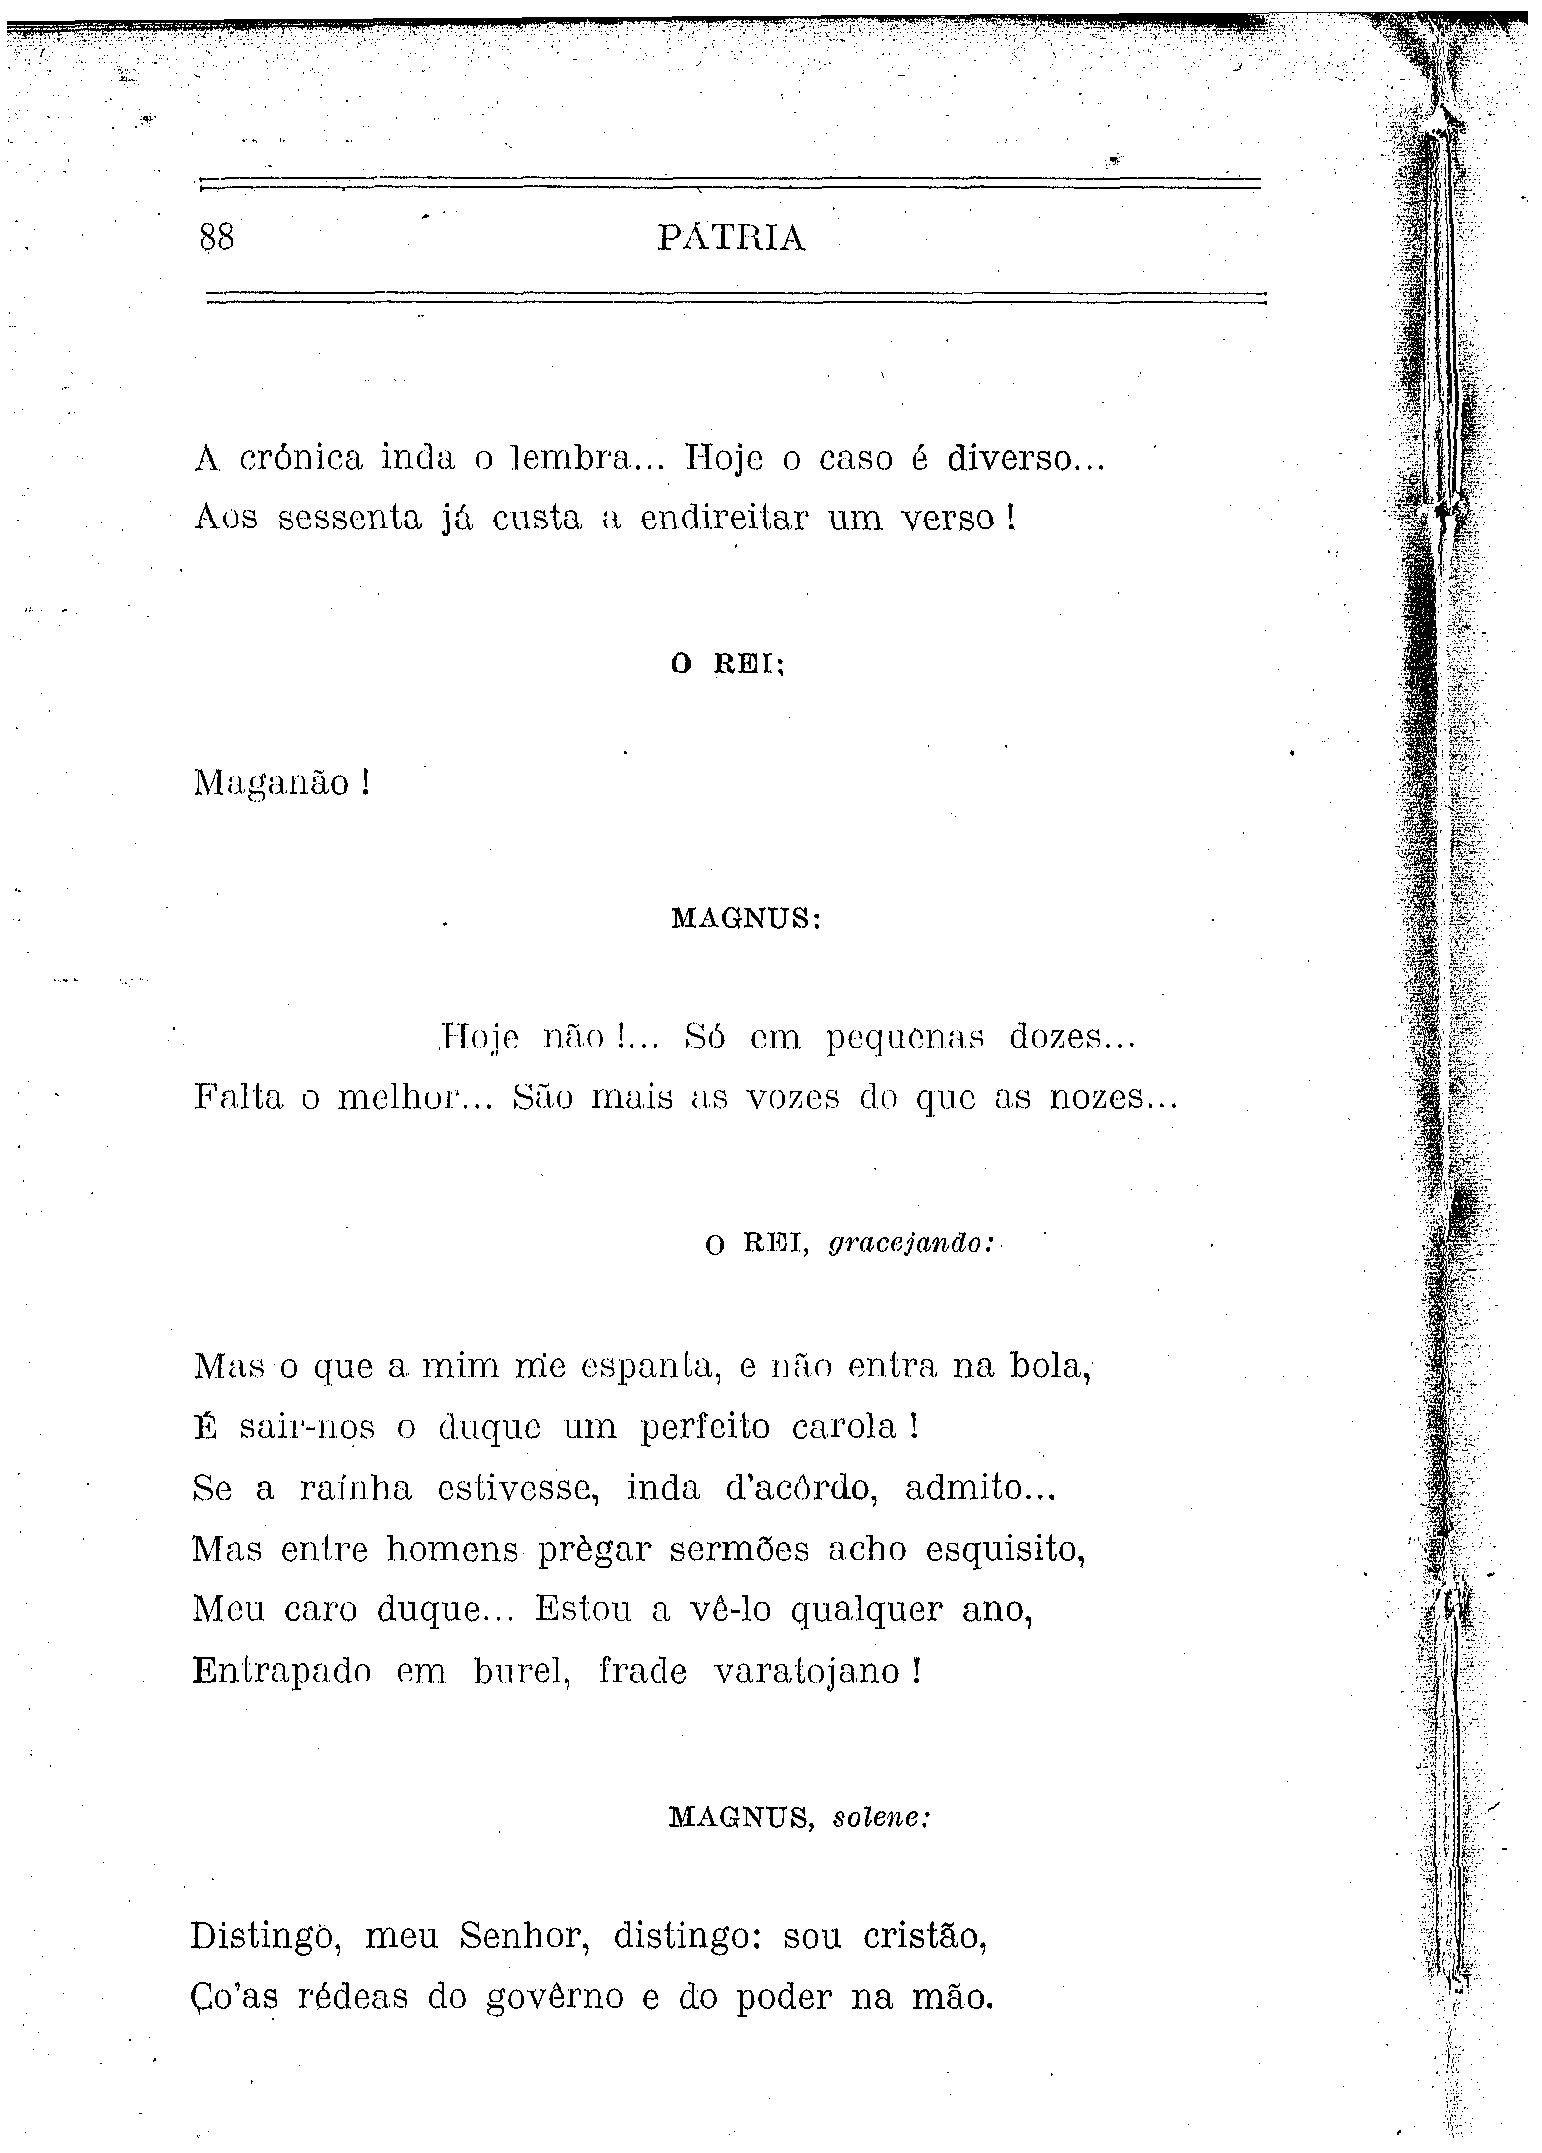 88 PÁTRIA
A crónica inda o lembra... Hoje o caso é diverso...
Aos sessenta já custa a endireitar um verso !
O REI;
Maganão !
MAGNUS:
Hoje não !... Só em pequenas dozes...
Falta o melhor... São mais as vozes do que as nozes...
O REI, gracejando:
Mas o que a mim me espanta, e não entra na bola,
É sair-nos o duque um perfeito carola !
Se a raínha estivesse, inda d'acôrdo, admito...
Mas entre homens prègar sermões acho esquisito,
Meu caro duque... Estou a vê-lo qualquer ano,
Entrapado em burel, frade varatojano !
MAGNUS, solene:
Distingo, meu Senhor, distingo: sou cristão,
Co'as rédeas do govêrno e do poder na mão.